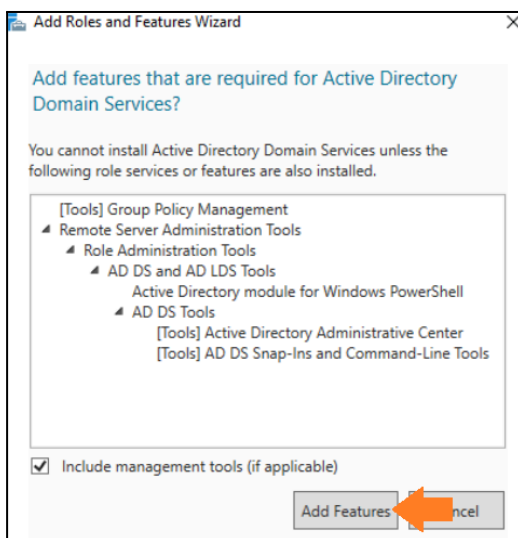 Add Roles and Features Wizard
Add features that are required for Active Directory
Domain Services?
You cannot install Active Directory Domain Services unless the
following role services or features are also installed.
[Tools] Group Policy Management
Remote Server Administration Tools
Role Administration Tools
AD DS and AD LDS Tools
Active Directory module for Windows PowerShell
AD DS Tools
[Tools] Active Directory Administrative Center
[Tools] AD DS Snap-Ins and Command-Line Tools
Include management tools (if applicable)
Add Features